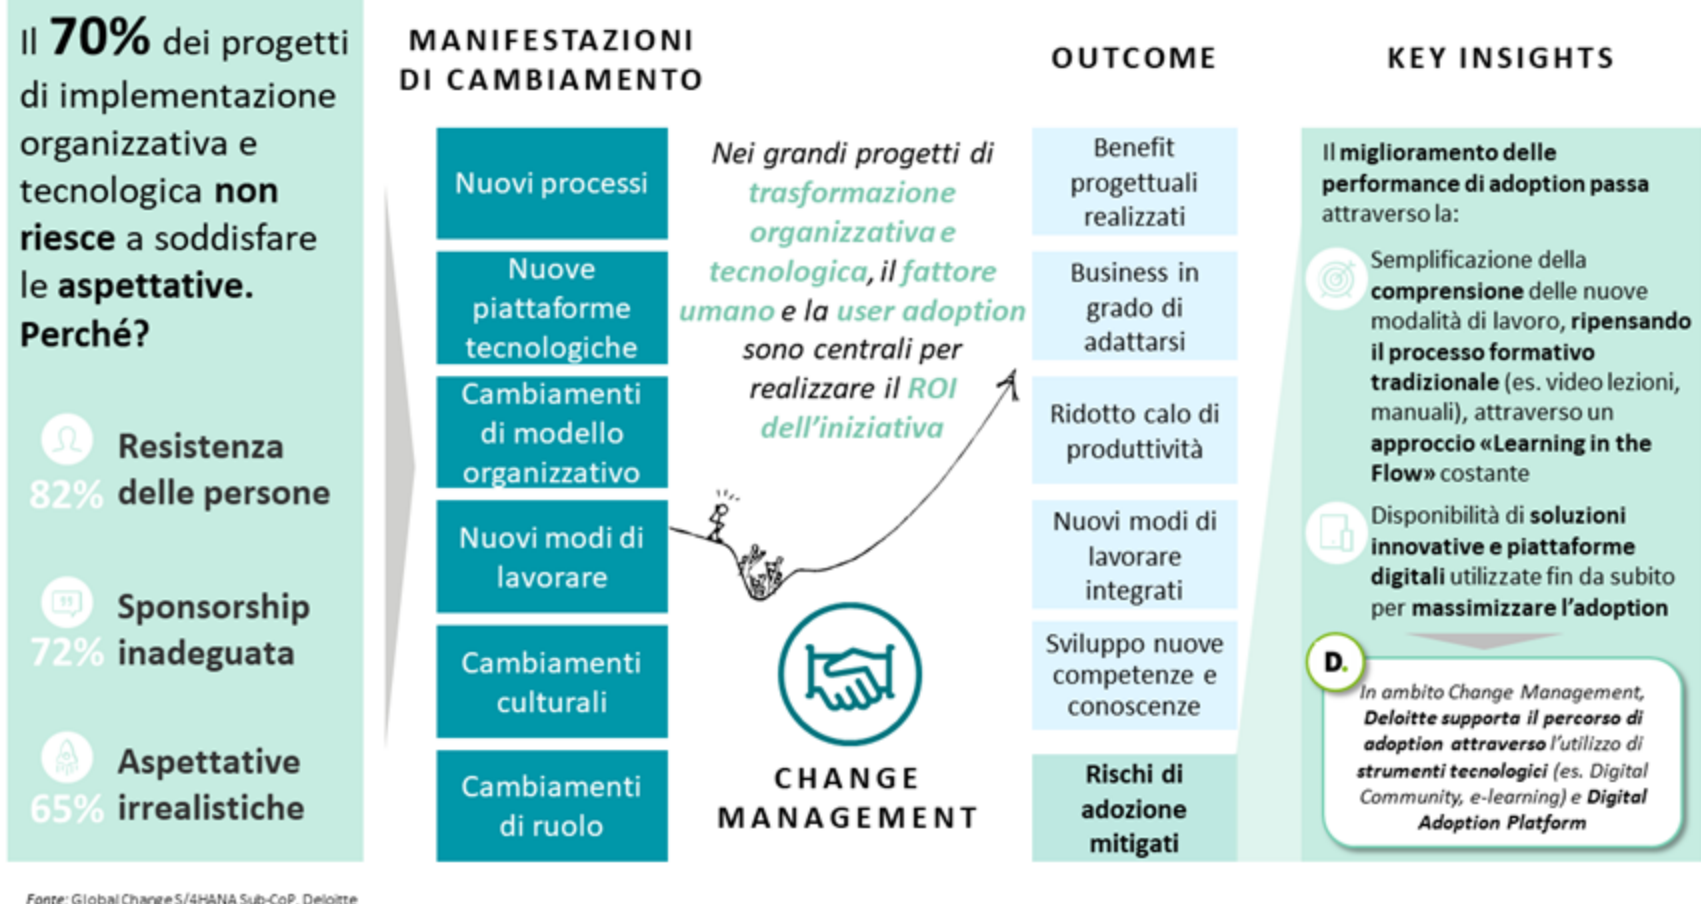 Il 70% dei progetti
di implementazione
organizzativa e
tecnologica non
riesce a soddisfare
le aspettative.
Perché?
82%
Resistenza
delle persone
72%
Sponsorship
inadeguata
65%
Aspettative
irrealistiche
MANIFESTAZIONI
DI CAMBIAMENTO
Nuovi processi
Nuove
piattaforme
tecnologiche
Cambiamenti
di modello
organizzativo
Nuovi modi di
lavorare
Cambiamenti
culturali
Cambiamenti
di ruolo
Nei grandi progetti di
trasformazione
organizzativa e
tecnologica, il fattore
umano e la user adoption
sono centrali per
realizzare il ROI
dell'iniziativa
CHANGE
MANAGEMENT
OUTCOME
Benefit
progettuali
realizzati
Business in
grado di
adattarsi
Ridotto calo di
produttività
Nuovi modi di
lavorare
integrati
Sviluppo nuove
competenze e
conoscenze
Rischi di
adozione
mitigati
KEY INSIGHTS
Il miglioramento delle
performance di adoption passa
attraverso la:
Semplificazione della
comprensione delle nuove
modalità di lavoro, ripensando
il processo formativo
tradizionale (es. video lezioni,
manuali), attraverso un
approccio «Learning in the
Flow» costante
Disponibilità di soluzioni
innovative e piattaforme
digitali utilizzate fin da subito
per massimizzare l'adoption
D.
In ambito Change Management,
Deloitte supporta il percorso di
adoption attraverso l'utilizzo di
strumenti tecnologici (es. Digital
Community, e-learning) e Digital
Adoption Platform
Fonte: Global Change S/4HANA Sub-CoP, Deloitte